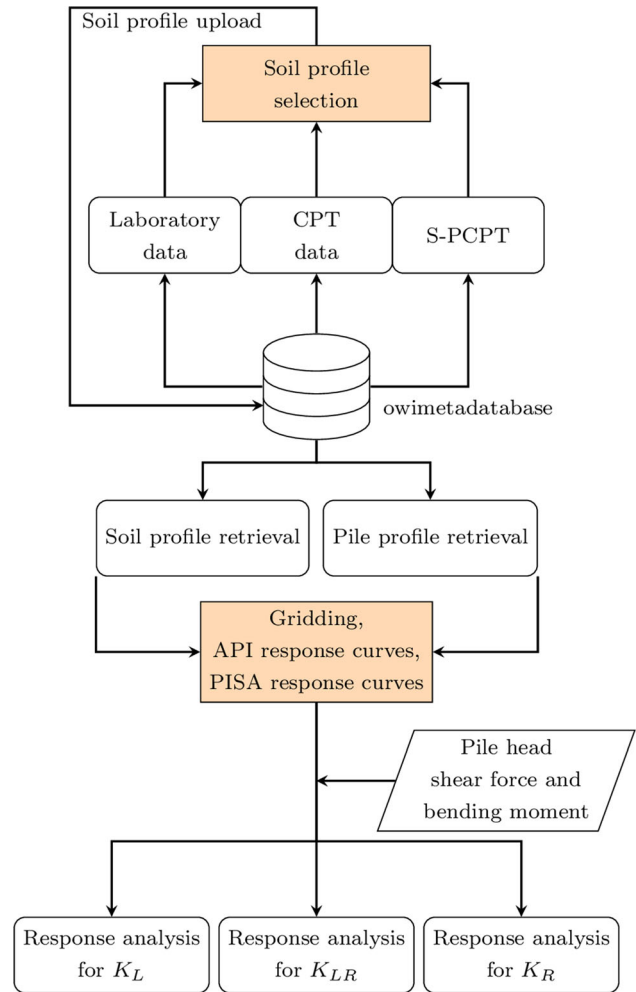 Soil profile upload
Soil profile
selection
Laboratory
data
CPT
data
S-PCPT
owimetadatabase
Soil profile retrieval
Pile profile retrieval
Gridding,
API response curves,
PISA response curves
Pile head
shear force and
bending moment
Response analysis
for K_L
Response analysis
for K_{LR}
Response analysis
for K_R